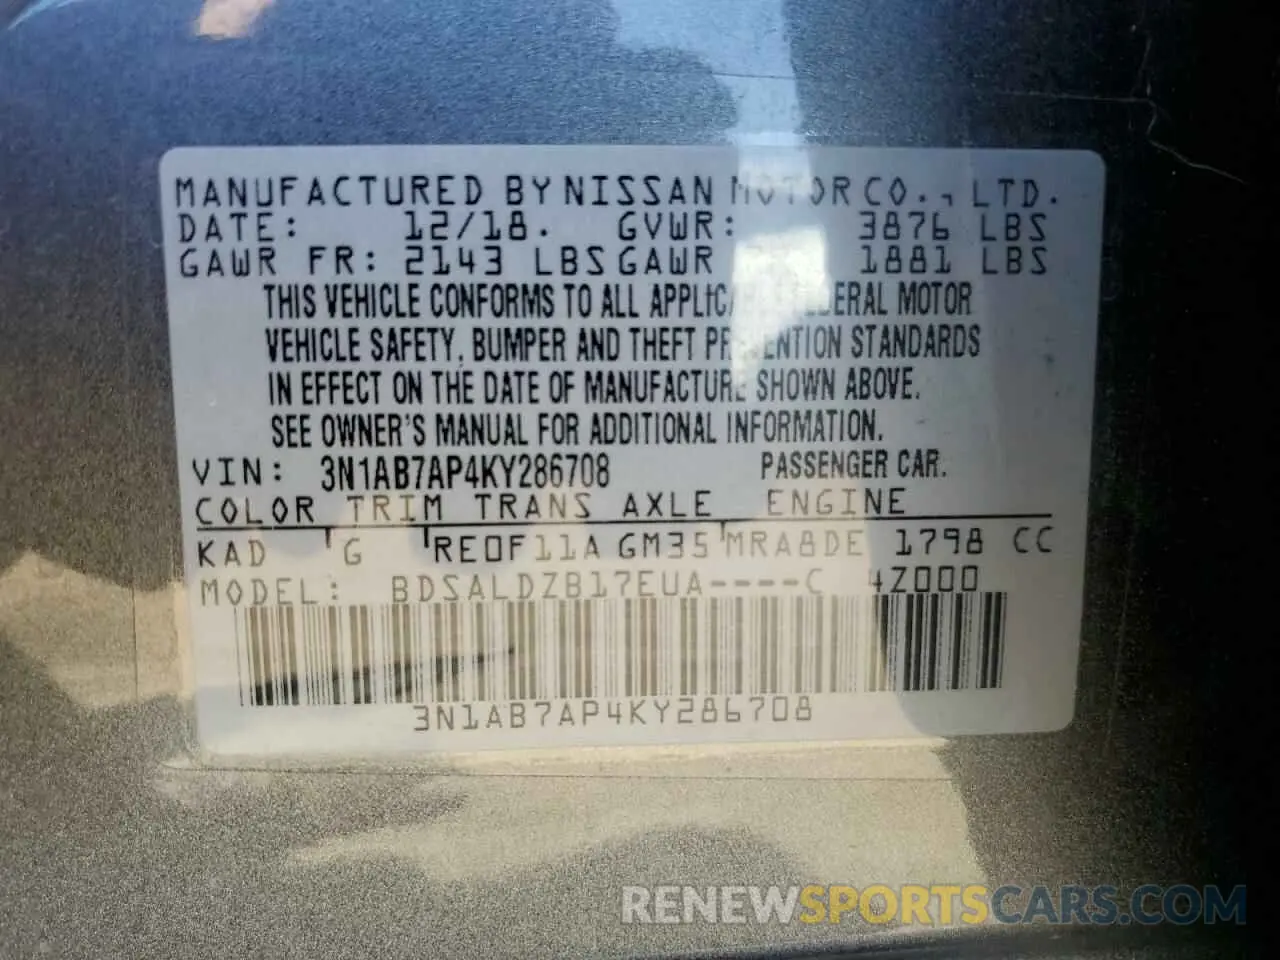 MANUFACTURED BY NISSAN MOTOR CO., LTD.
DATE: 12/18. GVWR: 3876 LBS
GAWR FR: 2143 LBS GAWR 1881 LBS
THIS VEHICLE CONFORMS TO ALL
MOTOR
VEHICLE SAFETY, BUMPER AND THEFT PREVENTION STANDARDS
IN EFFECT ON THE DATE OF MANUFACTURE SHOWN ABOVE.
SEE OWNER'S MANUAL FOR ADDITIONAL INFORMATION.
VIN: 3N1AB7AP4KY286708 PASSENGER CAR.
COLOR TRIM TRANS AXLE ENGINE
KAD G RE0F11A GM35 MRA8DE 1798 CC
MODEL: BDSALDZB17EUA----C 4Z000
3N1AB7AP4KY286708
RENEWSPORTSCARS.COM